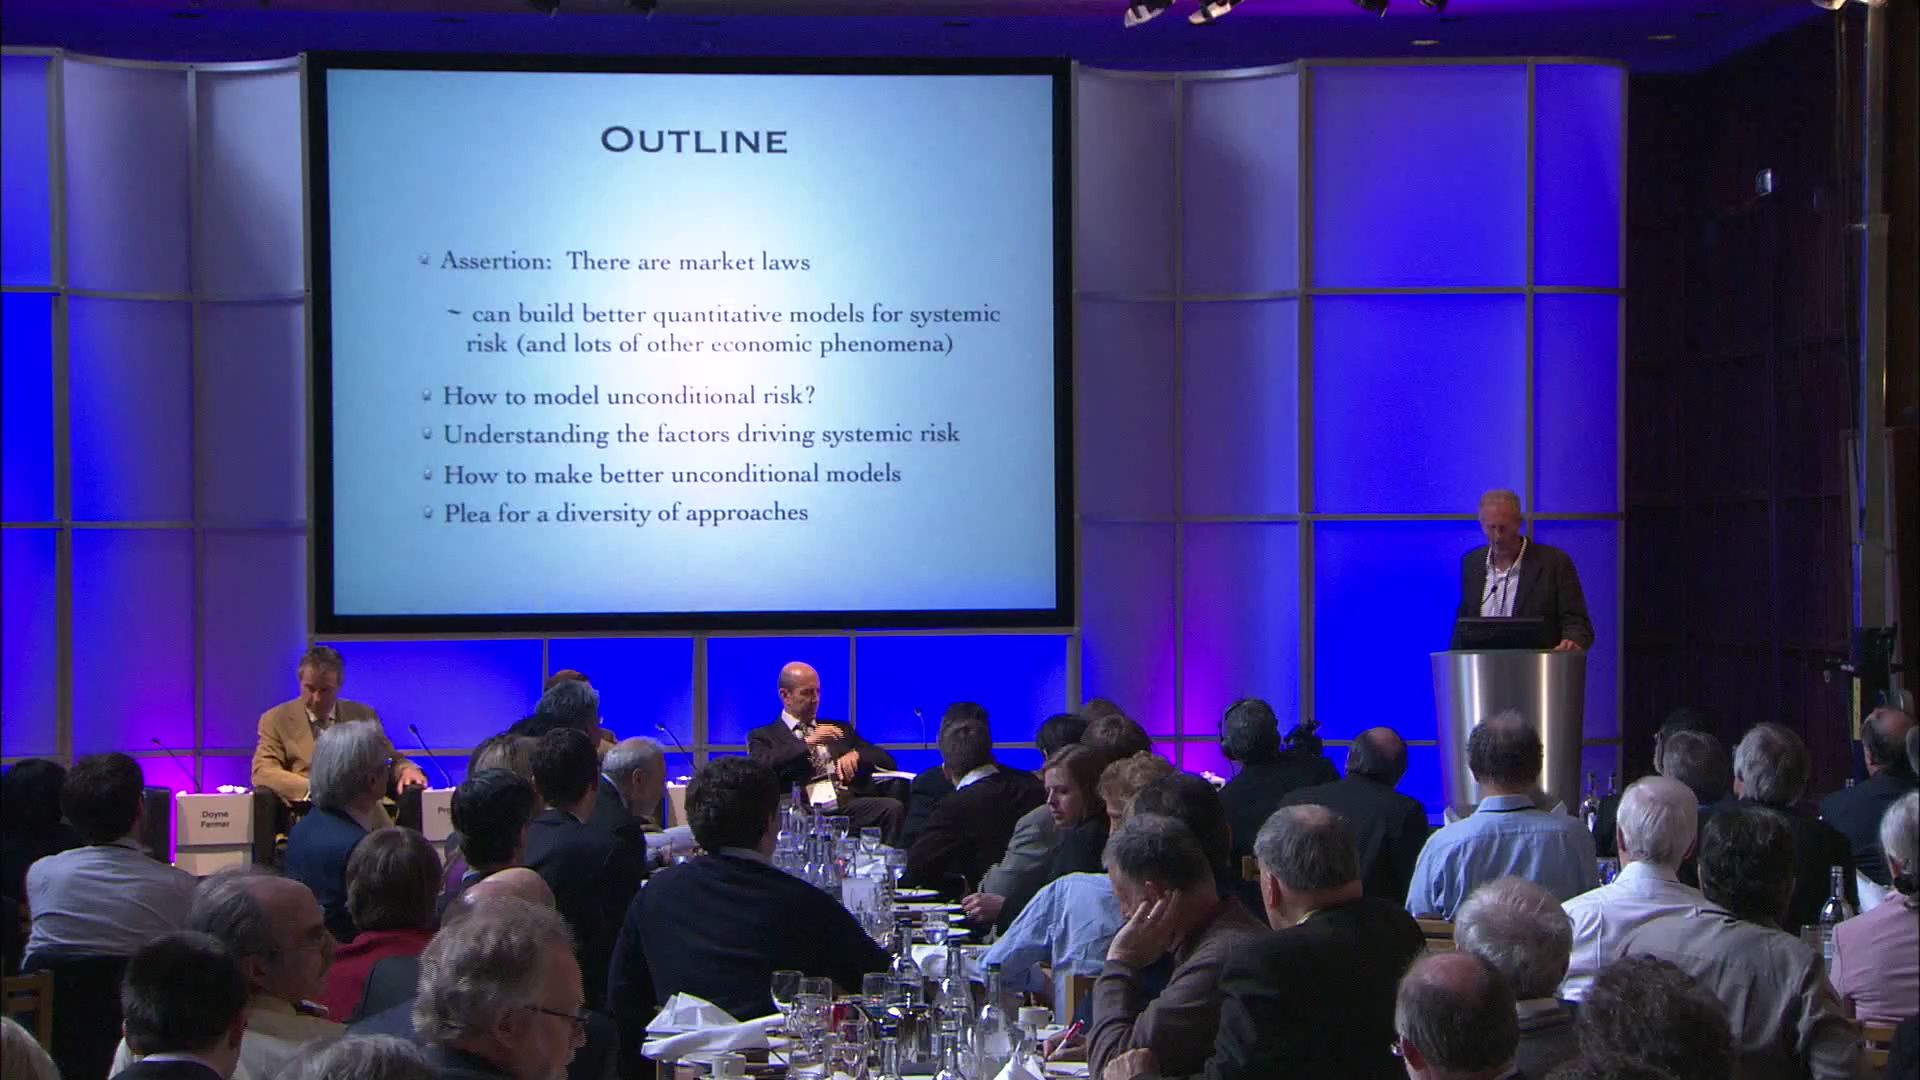 OUTLINE
Assertion: There are market laws
~ can build better quantitative models for systemic
risk (and lots of other economic phenomena)
How to model unconditional risk?
Understanding the factors driving systemic risk
How to make better unconditional models
Plea for a diversity of approaches
Doyne
Farmer